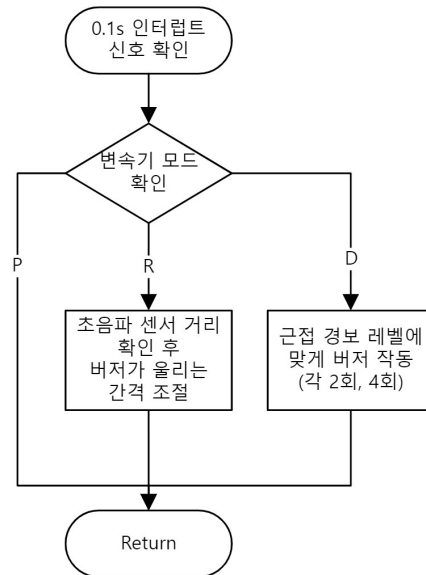 0.1s 인터럽트
신호 확인
변속기 모드
확인
P
R
D
초음파 센서 거리
확인 후
버저가 울리는
간격 조절
근접 경보 레벨에
맞게 버저 작동
(각 2회, 4회)
Return